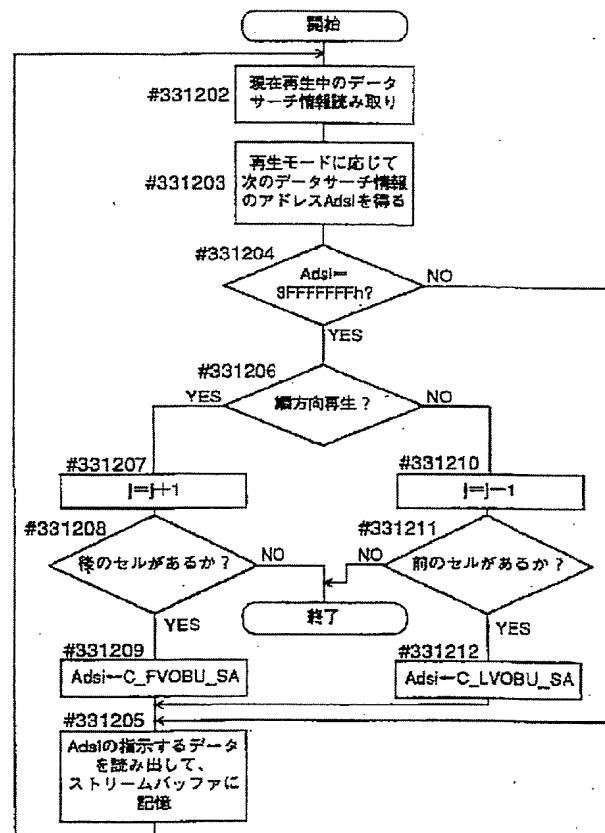 開始
#331202
現在再生中のデータ
サーチ情報読み取り
#331203
再生モードに応じて
次のデータサーチ情報
のアドレスAdsiを得る
#331204
Adsi=
3FFFFFFFh?
NO
YES
#331206
YES
順方向再生?
NO
#331207
j=j+1
#331210
j=j-1
#331208
後のセルがあるか?
NO
#331211
NO
前のセルがあるか?
終了
YES
YES
#331209
Adsi←C_FVOBU_SA
#331212
Adsi←C_LVOBU_SA
#331205
Adsiの指示するデータ
を読み出して、
ストリームバッファに
記憶